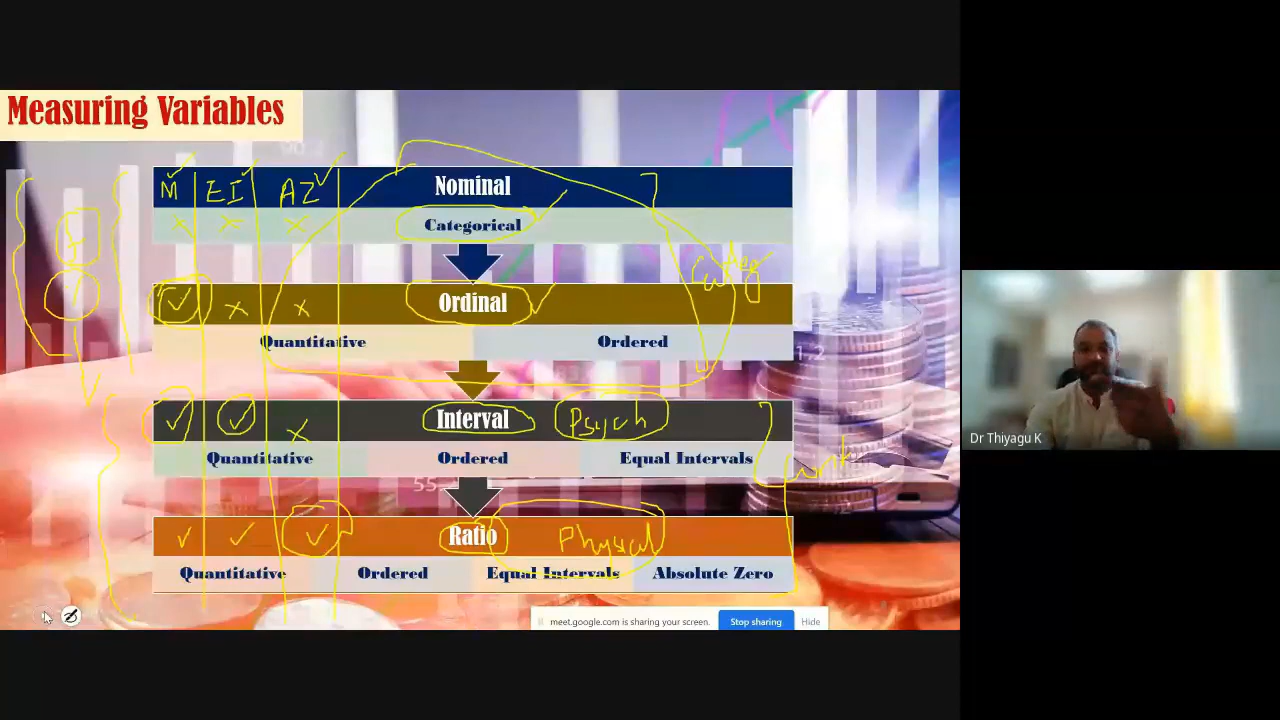 Measuring Variables
M EI AZ Nominal
Categorical
Ordinal
Quantitative Ordered
Interval Psych
Quantitative Ordered Equal Intervals
Ratio Physical
Quantitative Ordered Equal Intervals Absolute Zero
meet.google.com is sharing your screen. Stop sharing Hide
Dr Thiyagu K